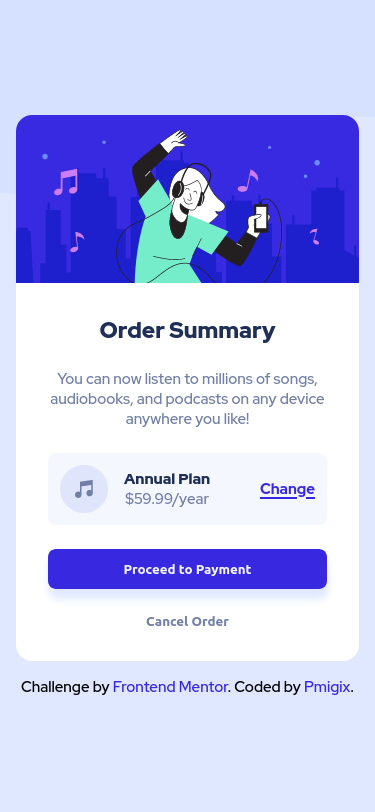 Order Summary
You can now listen to millions of songs,
audiobooks, and podcasts on any device
anywhere you like!
Annual Plan
$59.99/year
Change
Proceed to Payment
Cancel Order
Challenge by Frontend Mentor. Coded by Pmigix.